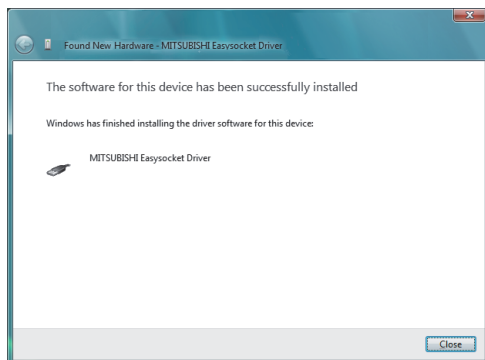 Found New Hardware - MITSUBISHI Easysocket Driver
The software for this device has been successfully installed
Windows has finished installing the driver software for this device:
MITSUBISHI Easysocket Driver
Close